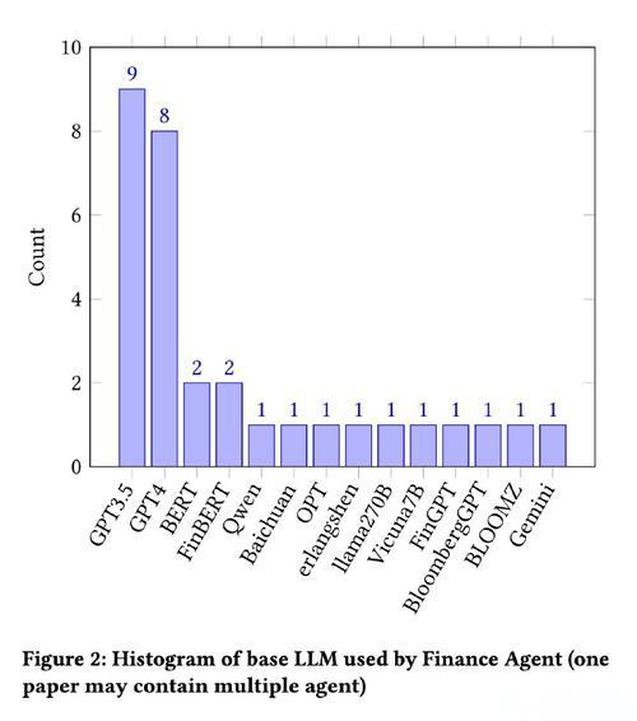 10
8
6
4
2
0
Count
9
8
2
2
1
1
1
1
1
1
1
1
1
1
GPT3.5
GPT4
BERT
FinBERT
Qwen
Baichuan
OPT
erlangshen
llama270B
Vicuna7B
FinGPT
BloombergGPT
BLOOMZ
Gemini
Figure 2: Histogram of base LLM used by Finance Agent (one
paper may contain multiple agent)